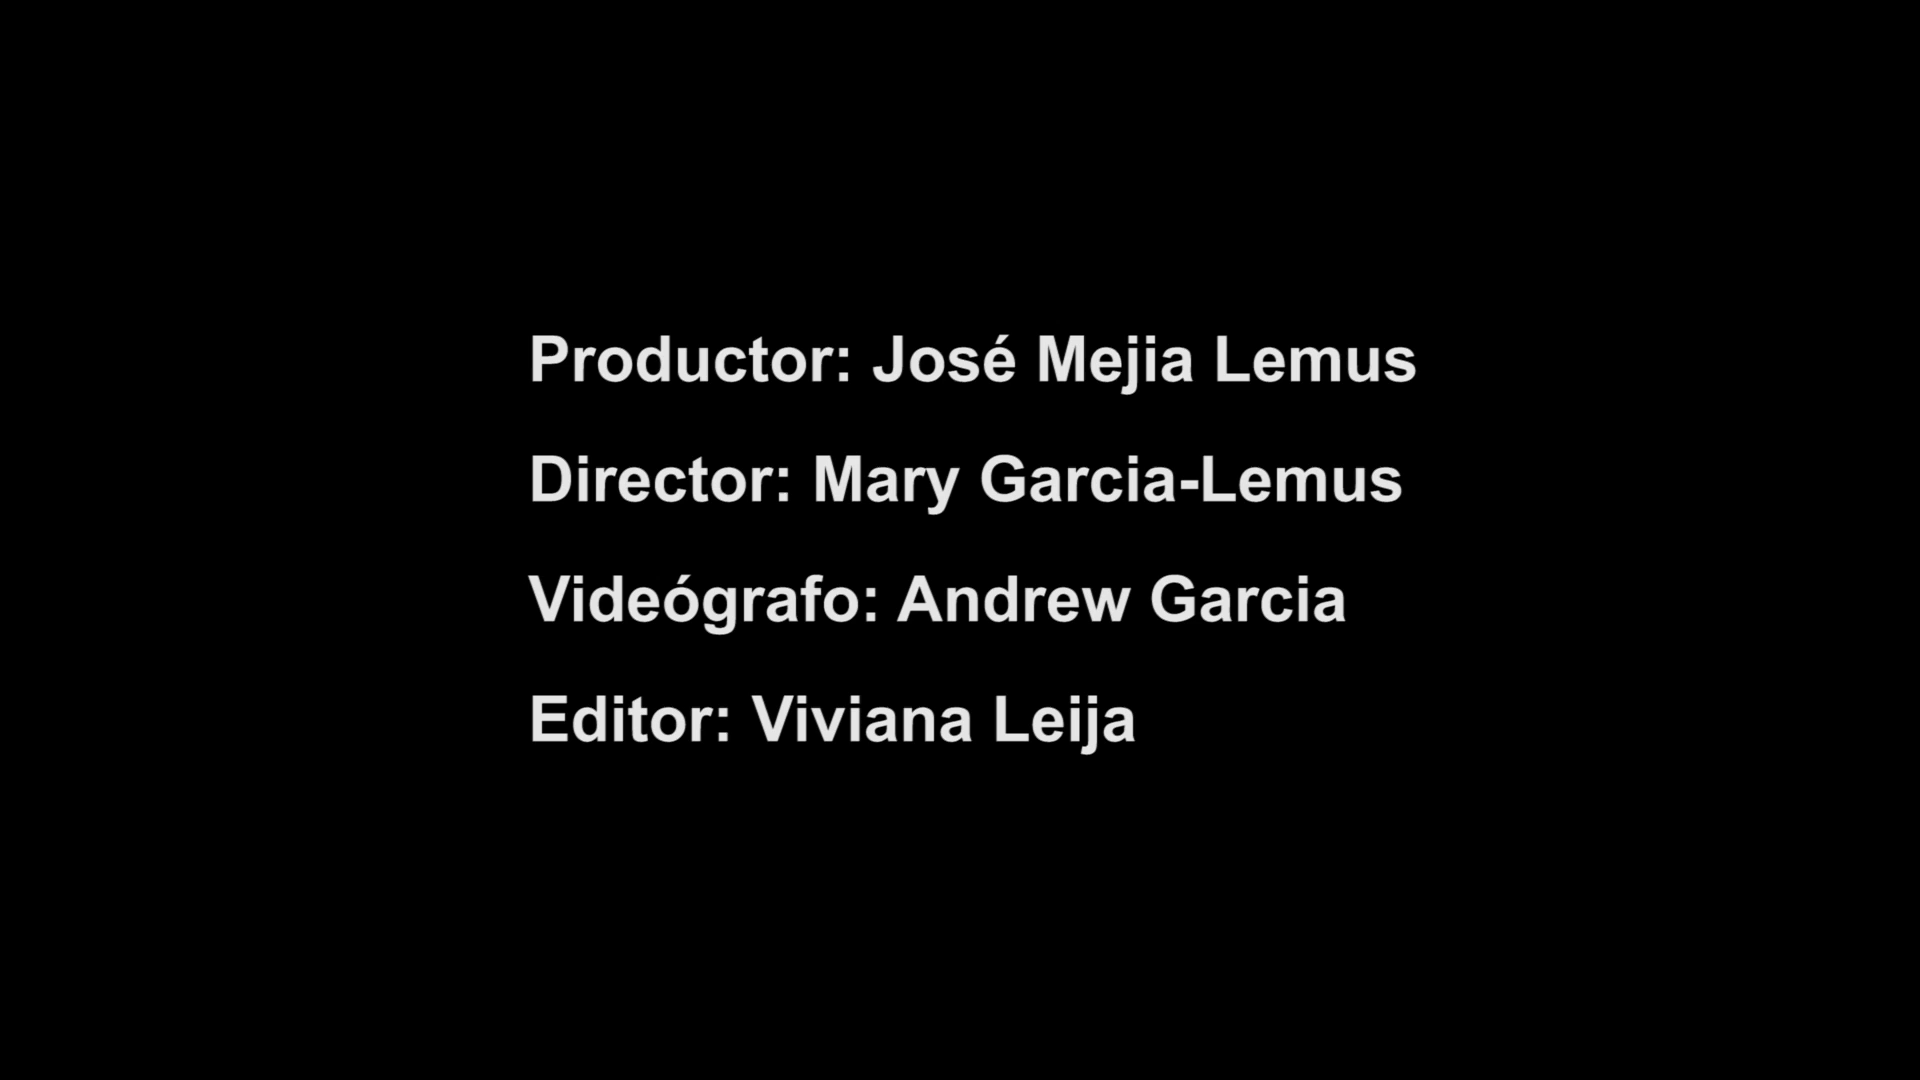 Productor: José Mejia Lemus
Director: Mary Garcia-Lemus
Videógrafo: Andrew Garcia
Editor: Viviana Leija